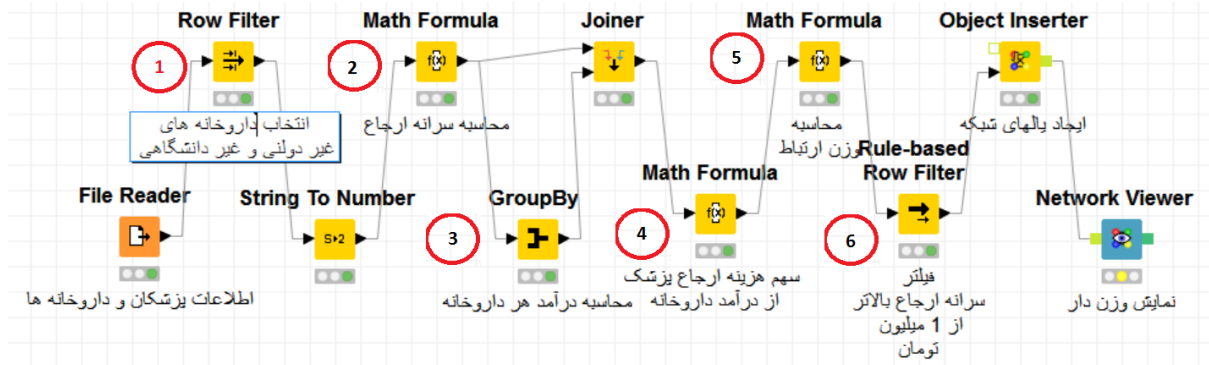 Row Filter
Math Formula
Joiner
Math Formula
Object Inserter
1
2
5
f(x)
f(x)
انتخاب داروخانه های
غیر دولتی و غیر دانشگاهی
محاسبه سرانه ارجاع
محاسبه
وزن ارتباط
ایجاد یالهای شبکه
File Reader
String To Number
GroupBy
Math Formula
Rule-based
Row Filter
Network Viewer
S▸2
3
4
f(x)
6
اطلاعات پزشکان و داروخانه ها
محاسبه درآمد هر داروخانه
سهم هزینه ارجاع پزشک
از درآمد داروخانه
فیلتر
سرانه ارجاع بالاتر
از 1 میلیون
تومان
نمایش وزن دار